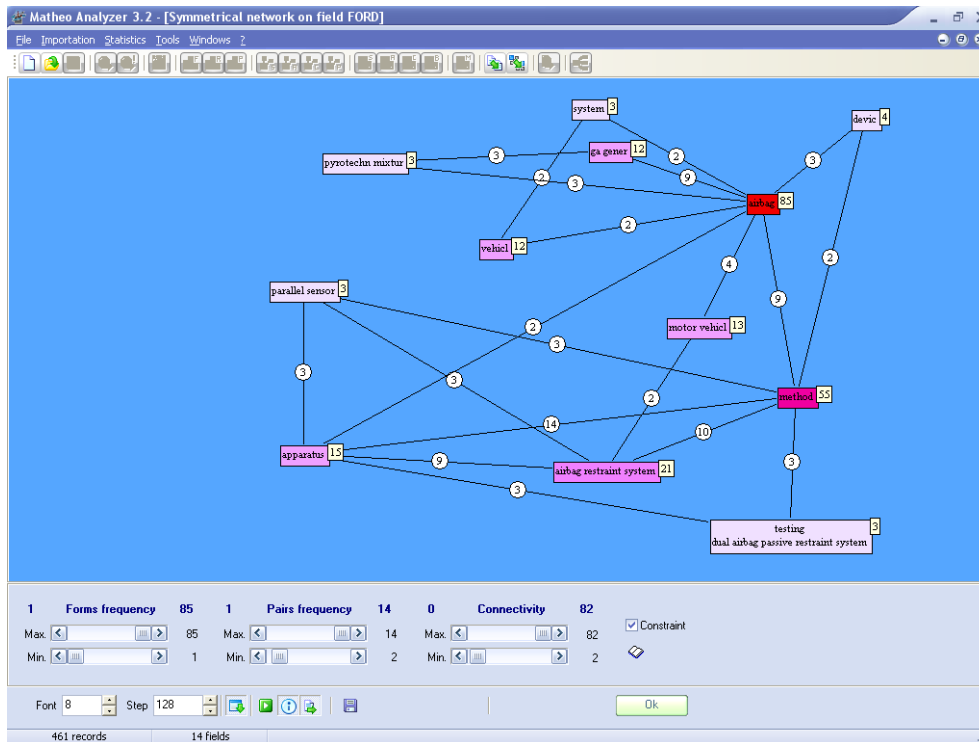 Matheo Analyzer 3.2 - [Symmetrical network on field FORD]
File Importation Statistics Tools Windows ?
system 3
devic 4
pyrotechn mixtur 3
3
ga gener 12
2
3
2
3
9
airbag 85
vehicl 12
2
2
4
parallel sensor 3
9
2
motor vehicl 13
3
3
3
2
method 55
14
10
apparatus 15
9
airbag restraint system 21
3
3
testing 3
dual airbag passive restraint system
1 Forms frequency 85 1 Pairs frequency 14 0 Connectivity 82
Max. 85 Max. 14 Max. 82 Constraint
Min. 1 Min. 2 Min. 2
Font 8 Step 128 Ok
461 records 14 fields